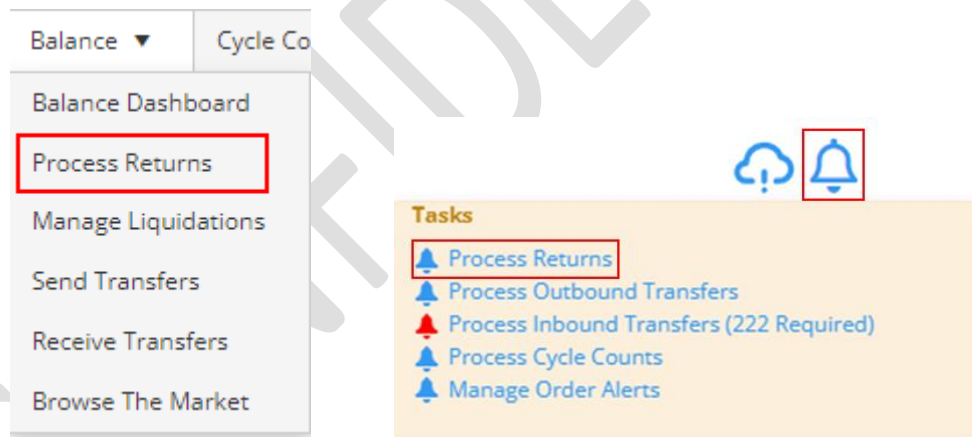 Balance ▼ Cycle Co
Balance Dashboard
Process Returns
Manage Liquidations
Send Transfers
Receive Transfers
Browse The Market
Tasks
Process Returns
Process Outbound Transfers
Process Inbound Transfers (222 Required)
Process Cycle Counts
Manage Order Alerts